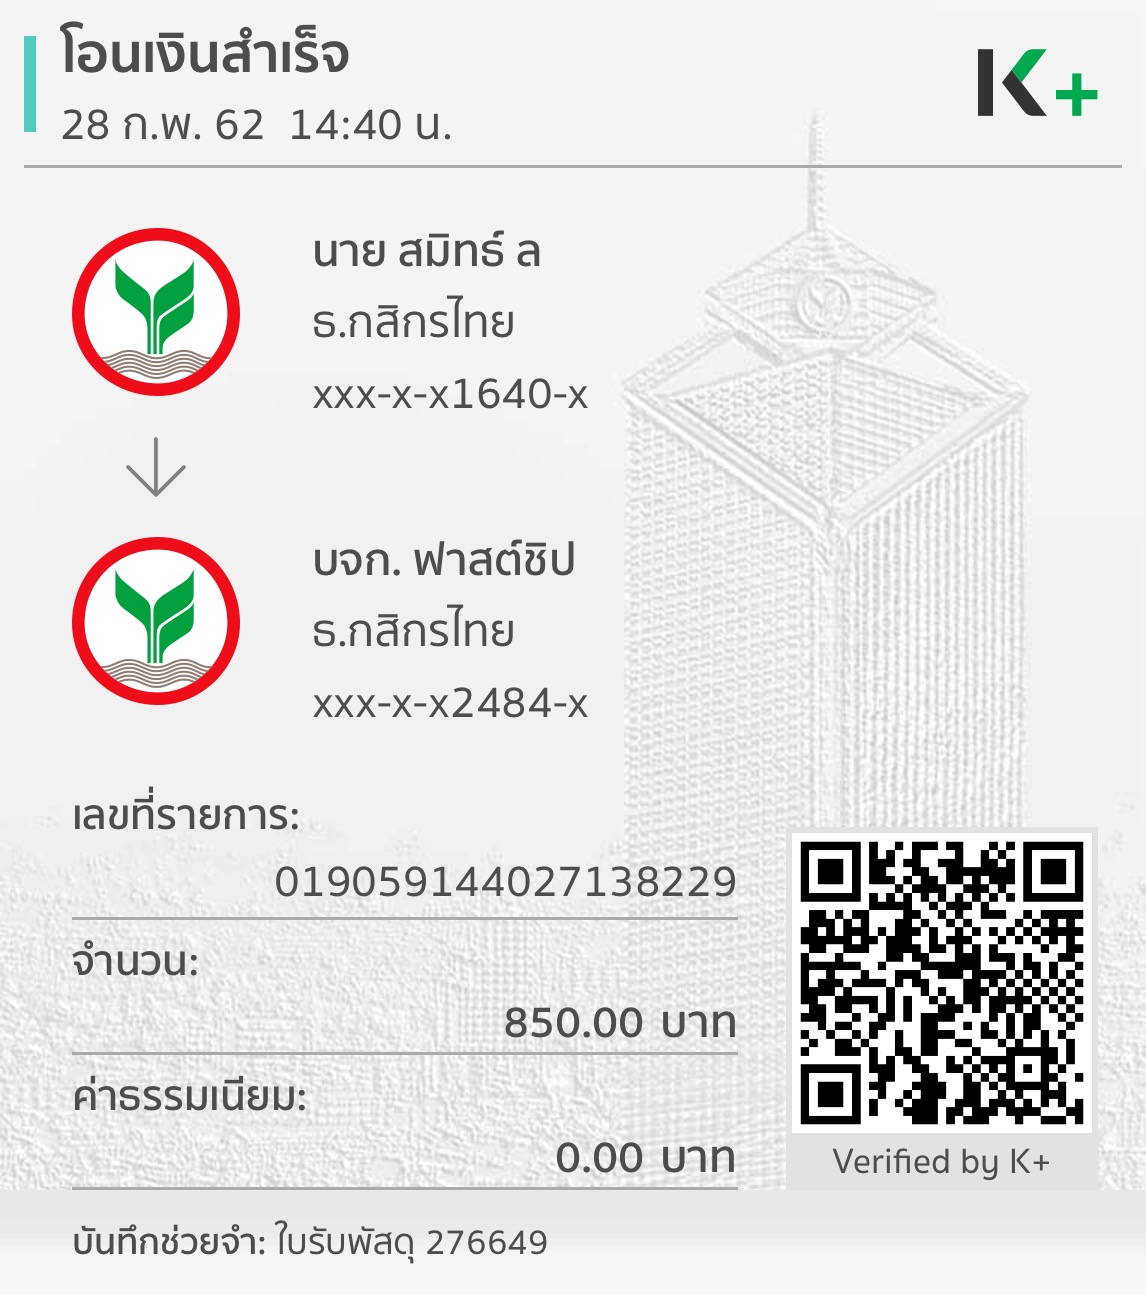 โอนเงินสำเร็จ
28 ก.พ. 62 14:40 น.
K+
นาย สมิทธ์ ล
ธ.กสิกรไทย
xxx-x-x1640-x
บจก. ฟาสต์ชิป
ธ.กสิกรไทย
xxx-x-x2484-x
เลขที่รายการ:
019059144027138229
จำนวน:
850.00 บาท
ค่าธรรมเนียม:
0.00 บาท
Verified by K+
บันทึกช่วยจำ: ใบรับพัสดุ 276649